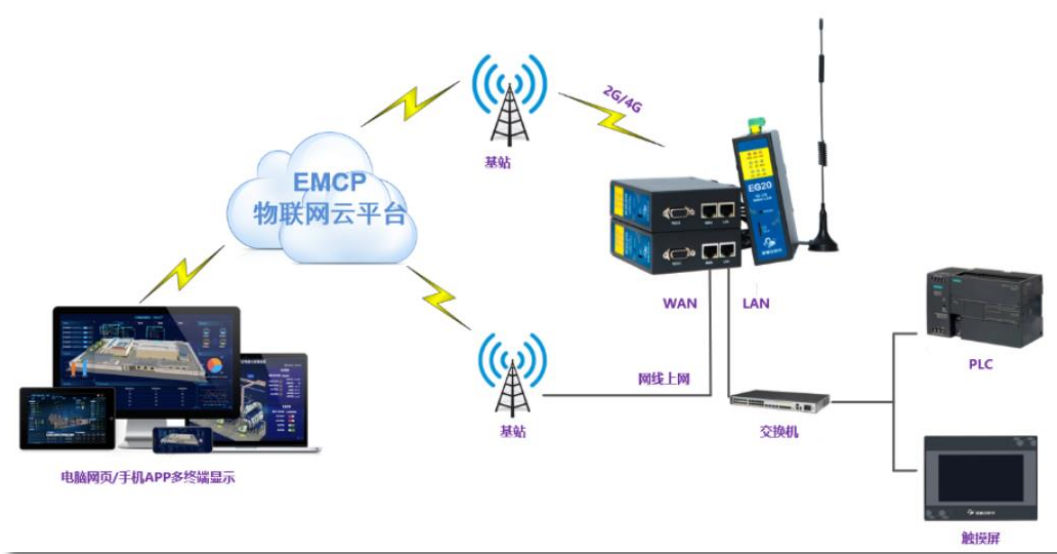 2G/4G
基站
EMCP
物联网云平台
EG20
WAN
LAN
PLC
网线上网
基站
交换机
电脑网页/手机APP多终端显示
触摸屏